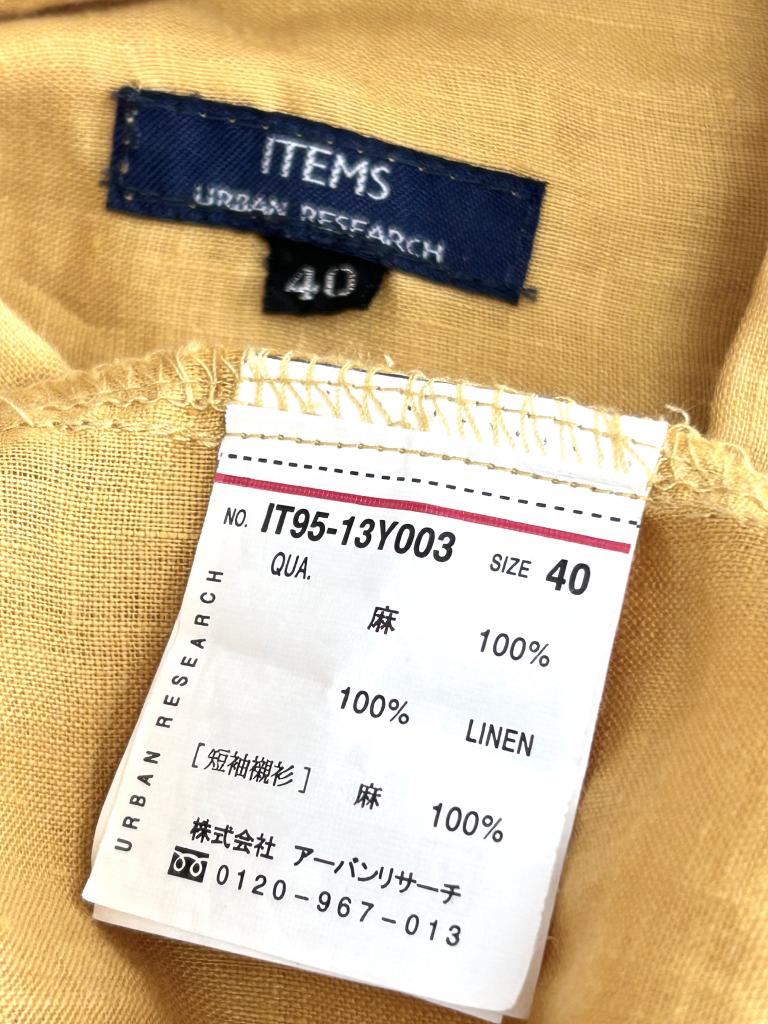 ITEMS
URBAN RESEARCH
40
NO. IT95-13Y003 SIZE 40
QUA.
麻 100%
100% LINEN
[短袖襯衫] 麻 100%
株式会社 アーバンリサーチ
0120-967-013
URBAN RESEARCH